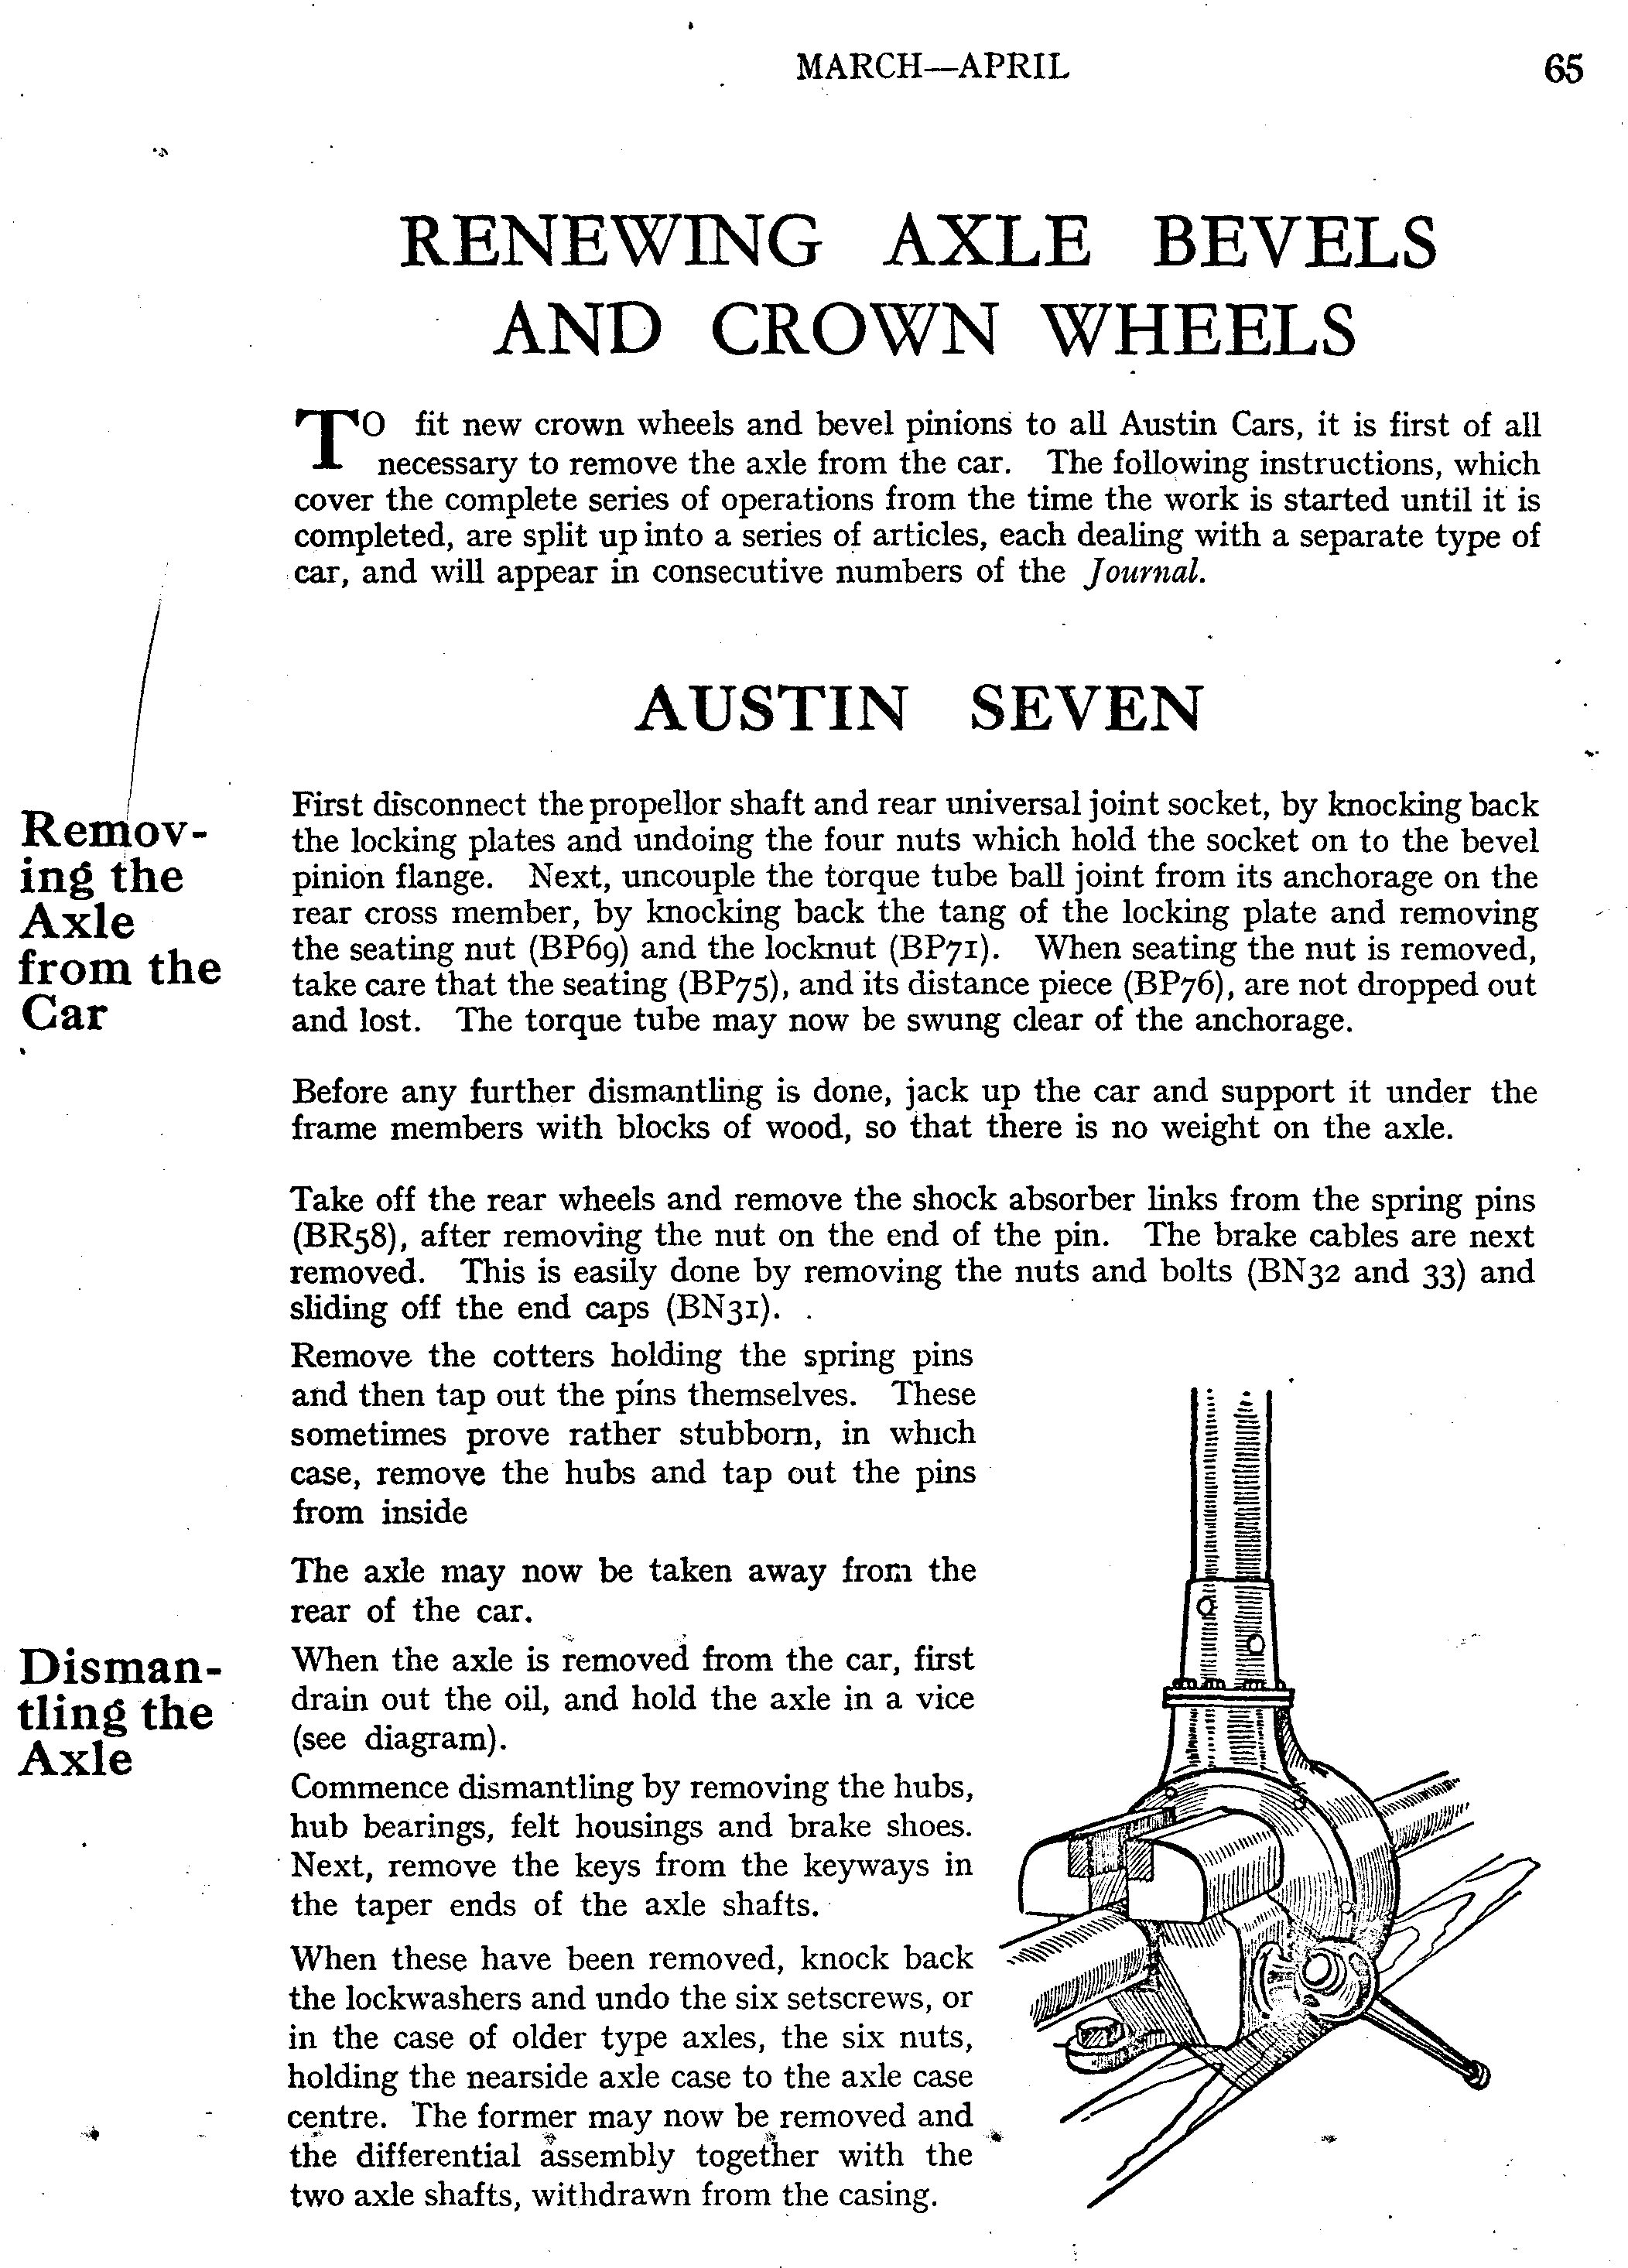 MARCH—APRIL 65
RENEWING AXLE BEVELS
AND CROWN WHEELS
TO fit new crown wheels and bevel pinions to all Austin Cars, it is first of all
necessary to remove the axle from the car. The following instructions, which
cover the complete series of operations from the time the work is started until it is
completed, are split up into a series of articles, each dealing with a separate type of
car, and will appear in consecutive numbers of the Journal.
AUSTIN SEVEN
Remov-
ing the
Axle
from the
Car
First disconnect the propellor shaft and rear universal joint socket, by knocking back
the locking plates and undoing the four nuts which hold the socket on to the bevel
pinion flange. Next, uncouple the torque tube ball joint from its anchorage on the
rear cross member, by knocking back the tang of the locking plate and removing
the seating nut (BP69) and the locknut (BP71). When seating the nut is removed,
take care that the seating (BP75), and its distance piece (BP76), are not dropped out
and lost. The torque tube may now be swung clear of the anchorage.
Before any further dismantling is done, jack up the car and support it under the
frame members with blocks of wood, so that there is no weight on the axle.
Take off the rear wheels and remove the shock absorber links from the spring pins
(BR58), after removing the nut on the end of the pin. The brake cables are next
removed. This is easily done by removing the nuts and bolts (BN32 and 33) and
sliding off the end caps (BN31).
Remove the cotters holding the spring pins
and then tap out the pins themselves. These
sometimes prove rather stubborn, in which
case, remove the hubs and tap out the pins
from inside
The axle may now be taken away from the
rear of the car.
Disman-
tling the
Axle
When the axle is removed from the car, first
drain out the oil, and hold the axle in a vice
(see diagram).
Commence dismantling by removing the hubs,
hub bearings, felt housings and brake shoes.
Next, remove the keys from the keyways in
the taper ends of the axle shafts.
When these have been removed, knock back
the lockwashers and undo the six setscrews, or
in the case of older type axles, the six nuts,
holding the nearside axle case to the axle case
centre. The former may now be removed and
the differential assembly together with the
two axle shafts, withdrawn from the casing.